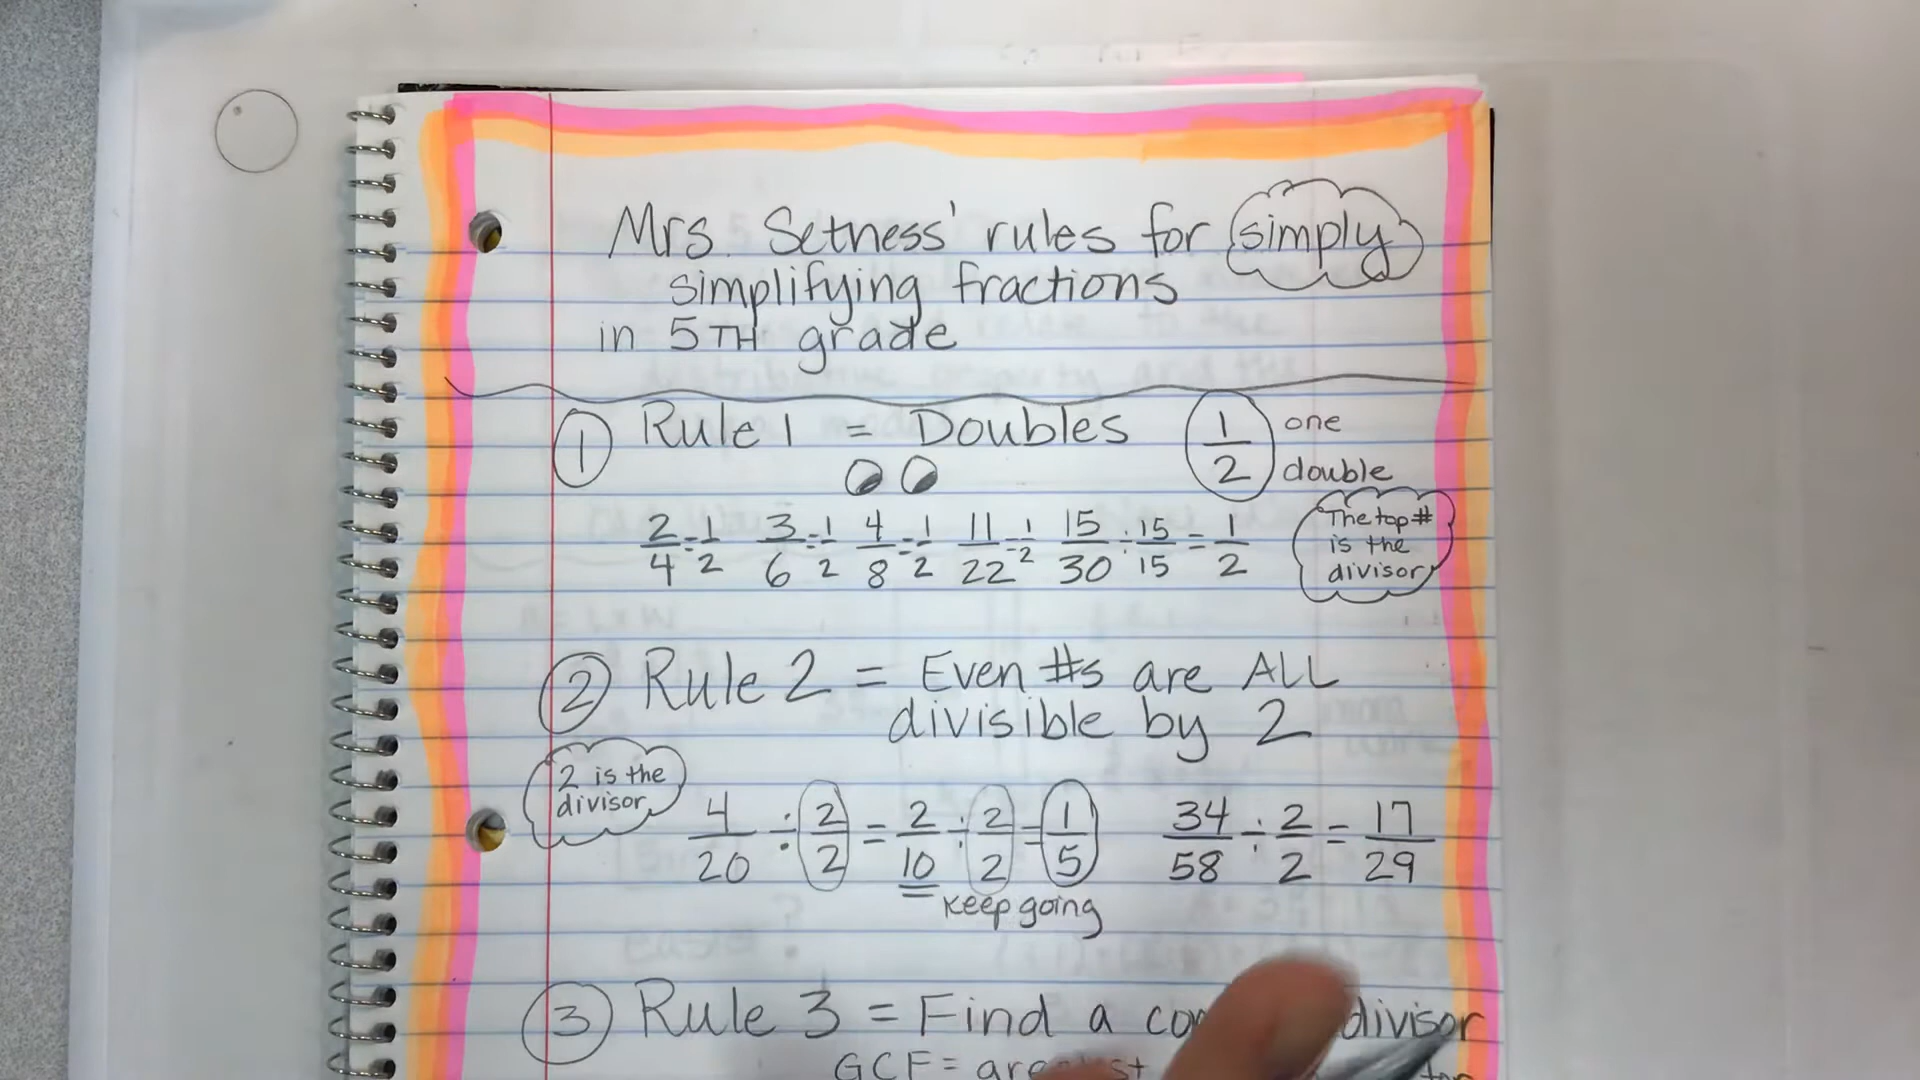 Mrs. Setness' rules for simply
simplifying fractions
in 5TH grade
① Rule 1 = Doubles 1/2 one double
2/4 = 1/2 3/6 = 1/2 4/8 = 1/2 11/22 = 1/2 15/30 ÷ 15/15 = 1/2
The top #
is the
divisor
② Rule 2 = Even #s are ALL
divisible by 2
2 is the
divisor
4/20 ÷ 2/2 = 2/10 ÷ 2/2 = 1/5 34/58 ÷ 2/2 = 17/29
Keep going
③ Rule 3 = Find a divisor
GCF =